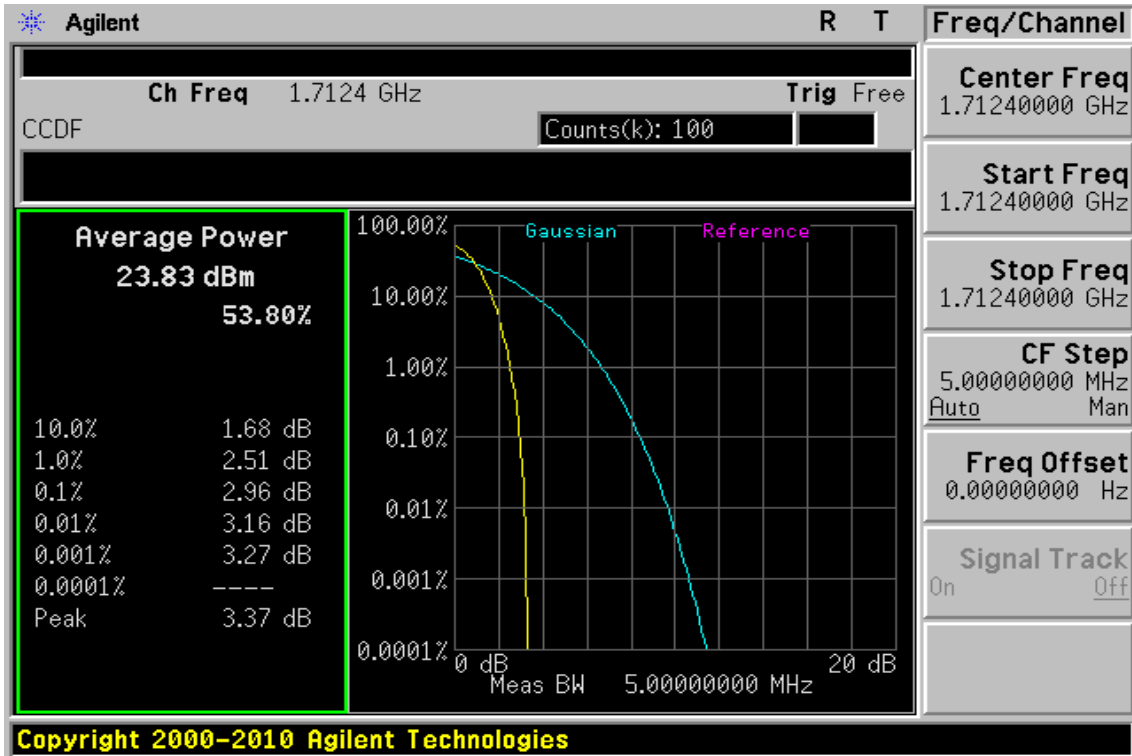 Agilent R T
Ch Freq 1.7124 GHz Trig Free
CCDF Counts(k): 100
Average Power
23.83 dBm
53.80%
10.0% 1.68 dB
1.0% 2.51 dB
0.1% 2.96 dB
0.01% 3.16 dB
0.001% 3.27 dB
0.0001% ----
Peak 3.37 dB
Gaussian Reference
100.00%
10.00%
1.00%
0.10%
0.01%
0.001%
0.0001%
0 dB 20 dB
Meas BW 5.00000000 MHz
Freq/Channel
Center Freq
1.71240000 GHz
Start Freq
1.71240000 GHz
Stop Freq
1.71240000 GHz
CF Step
5.00000000 MHz
Auto Man
Freq Offset
0.00000000 Hz
Signal Track
On Off
Copyright 2000-2010 Agilent Technologies